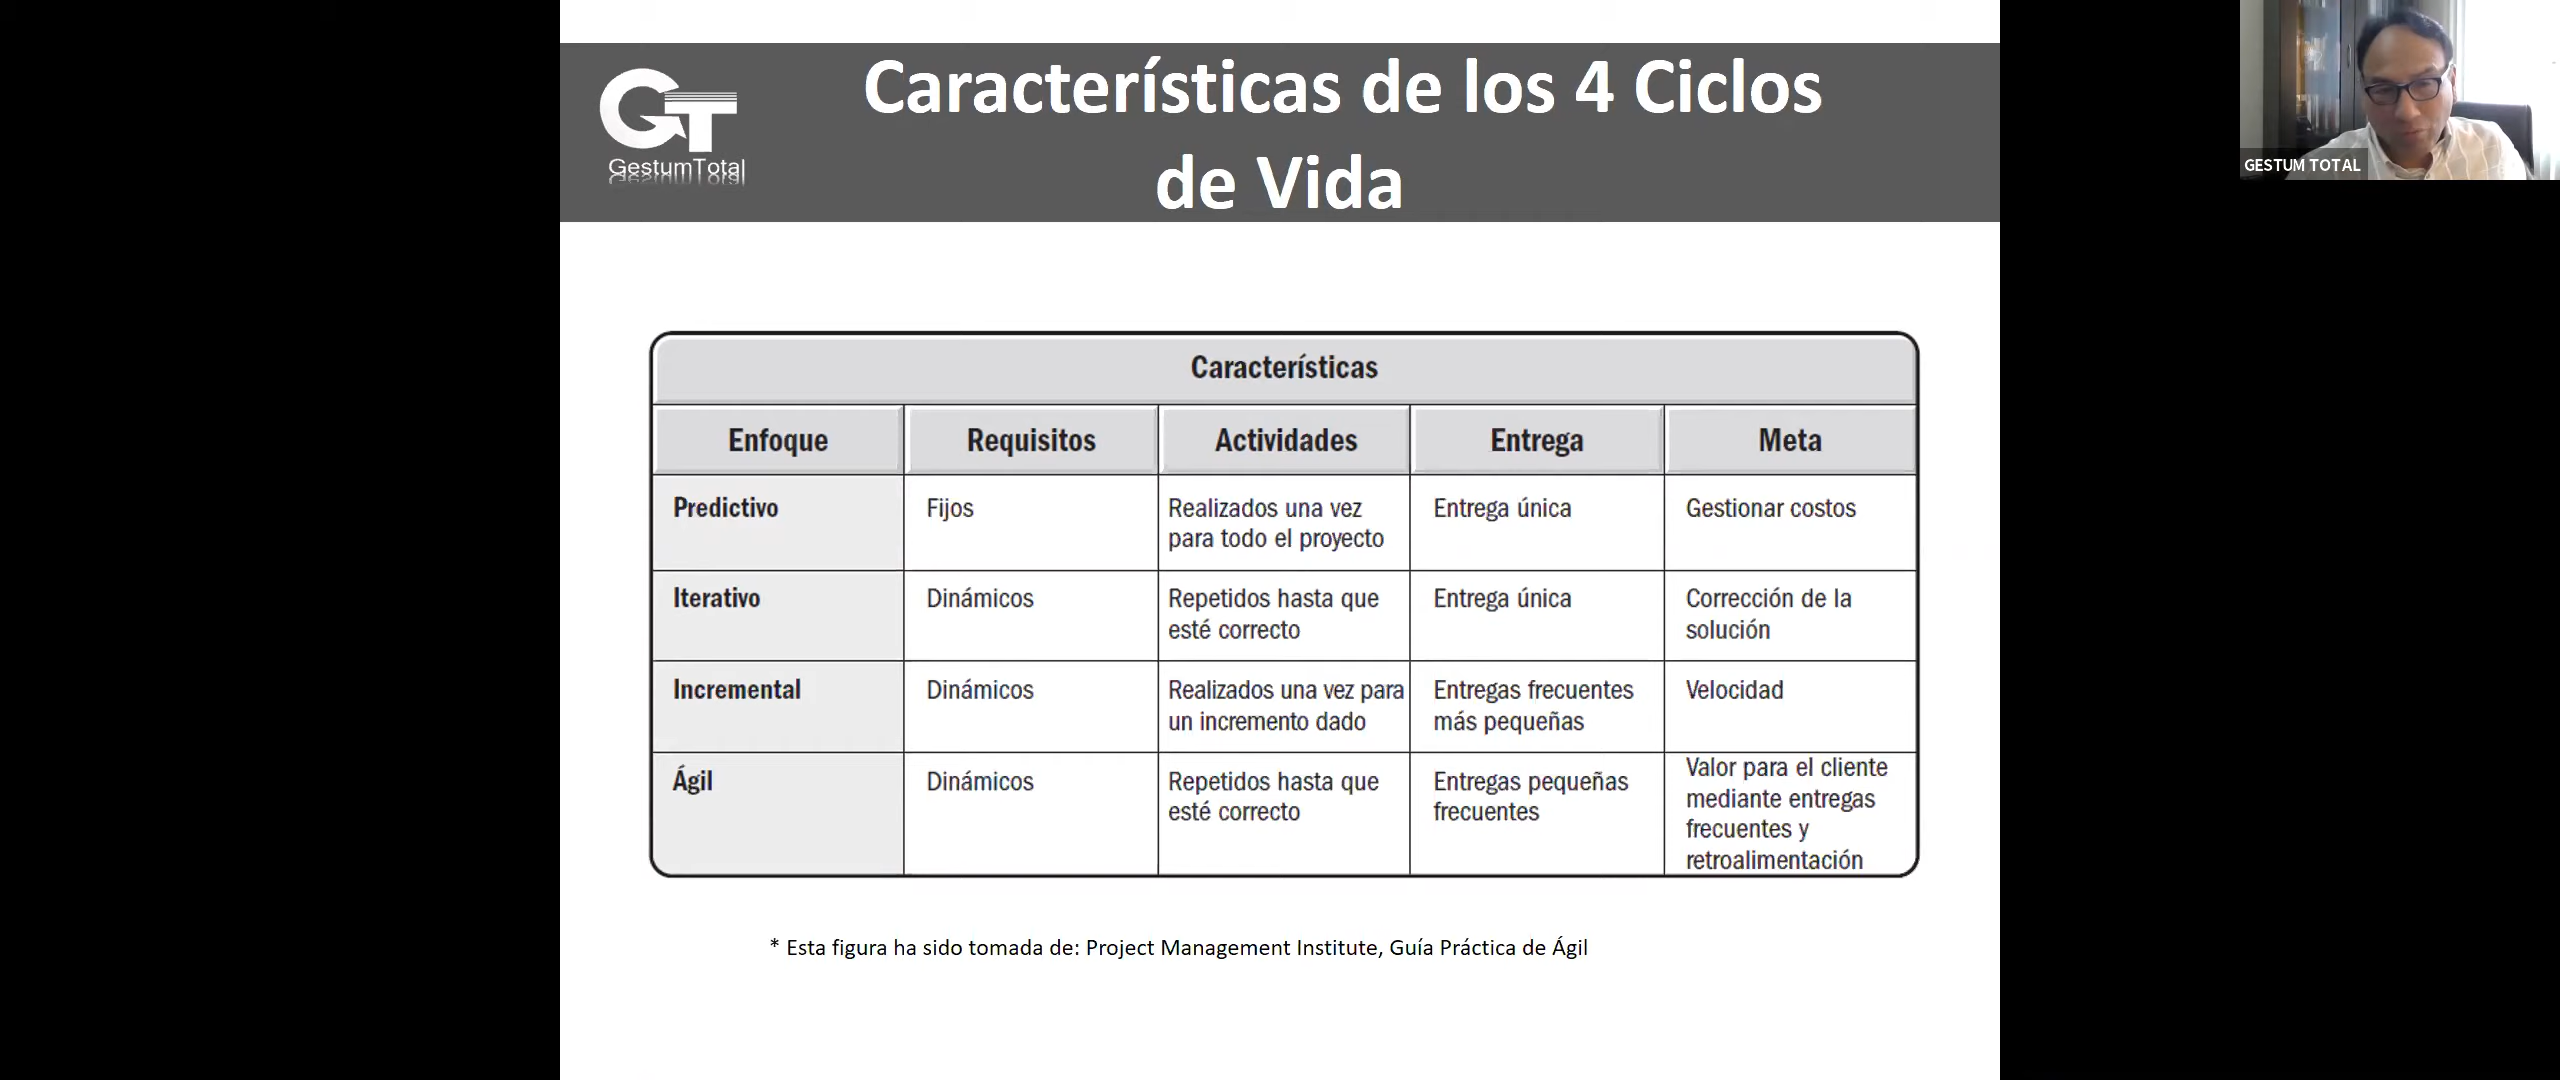 Características de los 4 Ciclos
de Vida
GT
GestumTotal
GESTUM TOTAL
Características
Enfoque
Requisitos
Actividades
Entrega
Meta
Predictivo
Fijos
Realizados una vez
para todo el proyecto
Entrega única
Gestionar costos
Iterativo
Dinámicos
Repetidos hasta que
esté correcto
Entrega única
Corrección de la
solución
Incremental
Dinámicos
Realizados una vez para
un incremento dado
Entregas frecuentes
más pequeñas
Velocidad
Ágil
Dinámicos
Repetidos hasta que
esté correcto
Entregas pequeñas
frecuentes
Valor para el cliente
mediante entregas
frecuentes y
retroalimentación
* Esta figura ha sido tomada de: Project Management Institute, Guía Práctica de Ágil